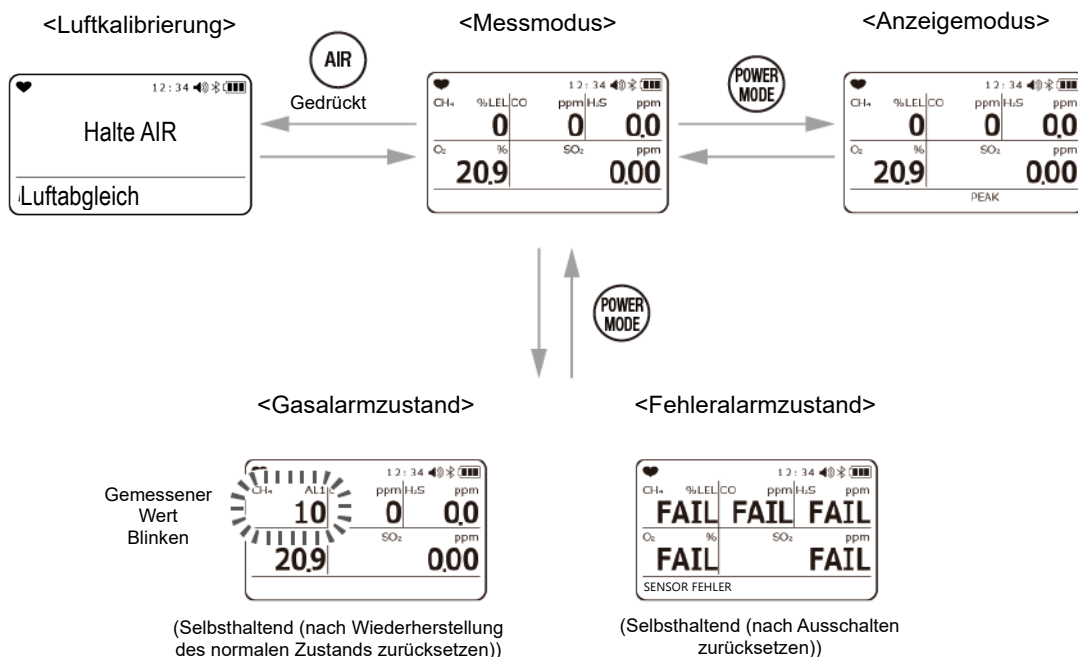 <Luftkalibrierung>
<Messmodus>
<Anzeigemodus>
AIR
Gedrückt
12:34
Halte AIR
Luftabgleich
12:34
CH₄ %LEL CO ppm H₂S ppm
0 0 0.0
O₂ % SO₂ ppm
20.9 0.00
POWER
MODE
12:34
CH₄ %LEL CO ppm H₂S ppm
0 0 0.0
O₂ % SO₂ ppm
20.9 0.00
PEAK
POWER
MODE
<Gasalarmzustand>
<Fehleralarmzustand>
Gemessener
Wert
Blinken
12:34
CH₄ AL1 ppm H₂S ppm
10 0 0.0
SO₂ ppm
20.9 0.00
(Selbsthaltend (nach Wiederherstellung
des normalen Zustands zurücksetzen))
12:34
CH₄ %LEL CO ppm H₂S ppm
FAIL FAIL FAIL
O₂ % SO₂ ppm
FAIL FAIL
SENSOR FEHLER
(Selbsthaltend (nach Ausschalten
zurücksetzen))